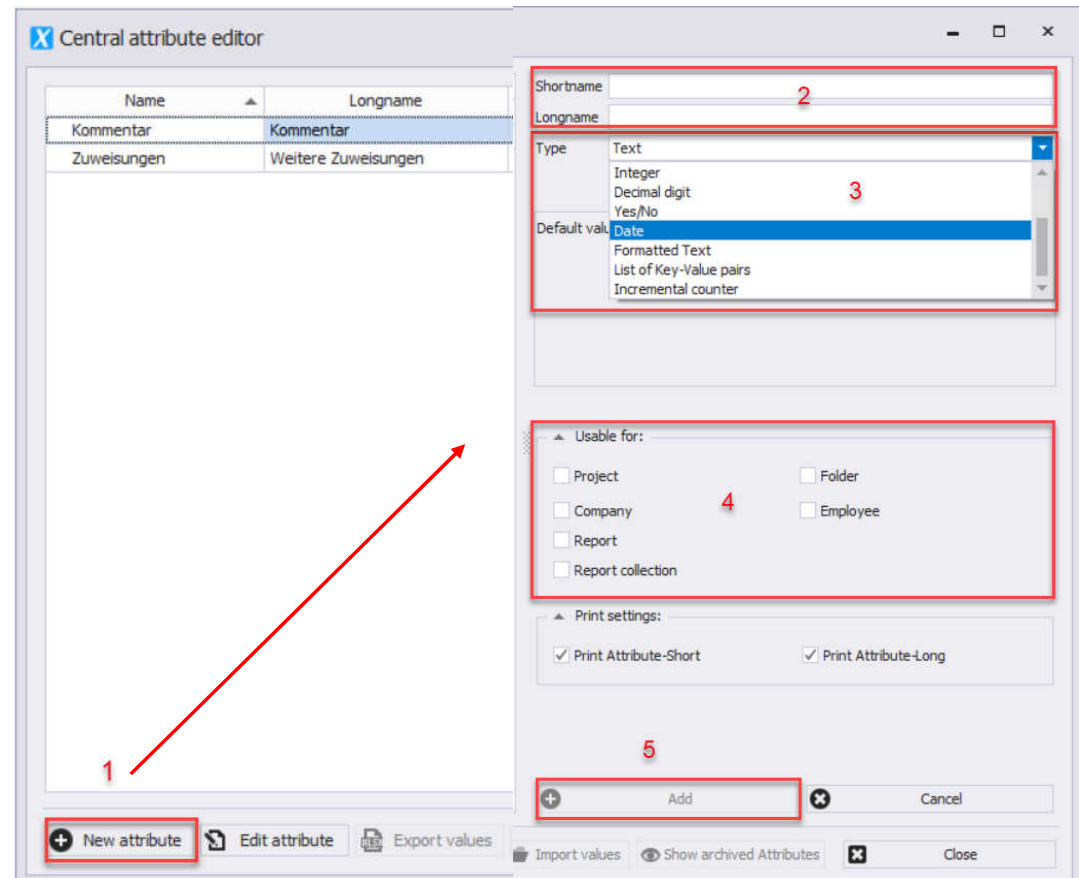 Central attribute editor
Name Longname
Kommentar Kommentar
Zuweisungen Weitere Zuweisungen
1
New attribute Edit attribute Export values
Shortname
2
Longname
Type Text
Integer
Decimal digit
3
Yes/No
Default valu Date
Formatted Text
List of Key-Value pairs
Incremental counter
Usable for:
Project Folder
4
Company Employee
Report
Report collection
Print settings:
Print Attribute-Short Print Attribute-Long
5
Add Cancel
Import values Show archived Attributes Close